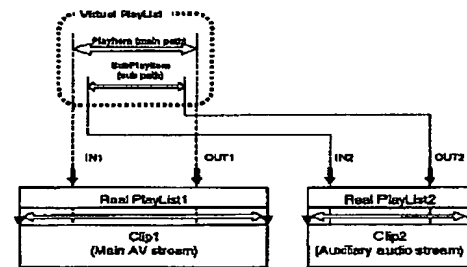 Virtual PlayList
PlayItem (main path)
SubPlayItem
(sub path)
IN1
OUT1
IN2
OUT2
Real PlayList1
Real PlayList2
Clip1
(Main AV stream)
Clip2
(Auxiliary audio stream)